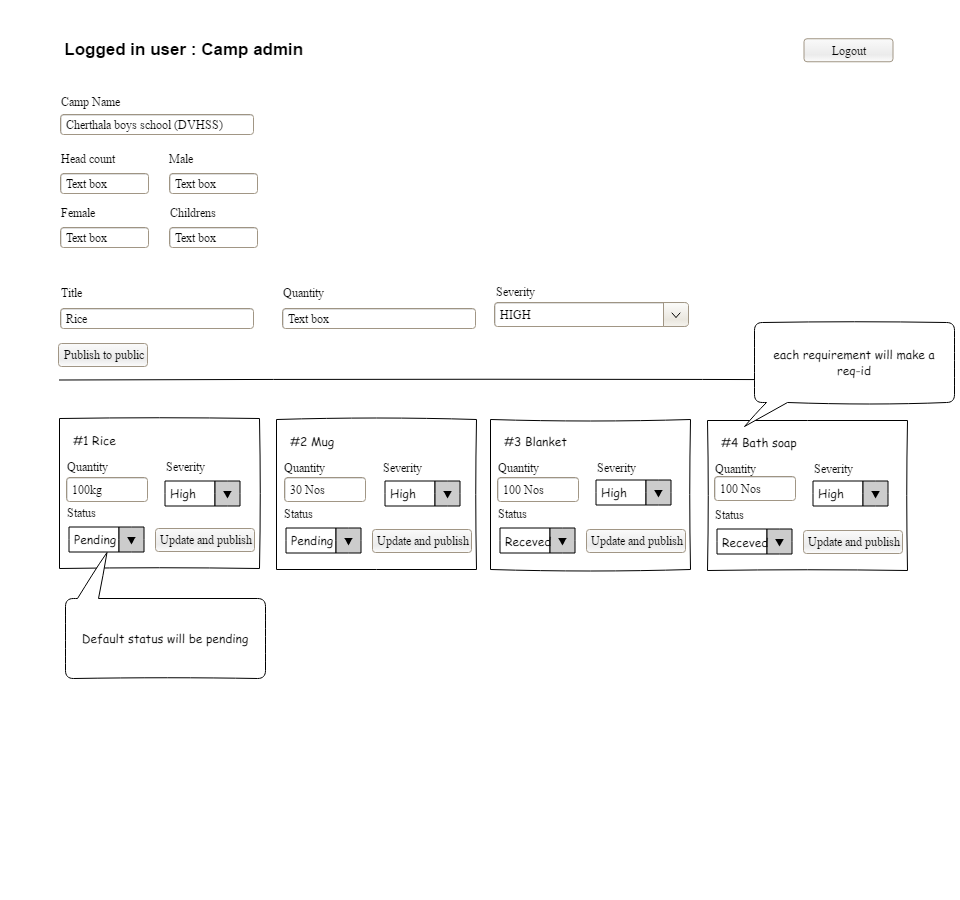 Logged in user : Camp admin
Logout
Camp Name
Cherthala boys school (DVHSS)
Head count
Male
Text box
Text box
Female
Childrens
Text box
Text box
Title
Quantity
Severity
Rice
Text box
HIGH
Publish to public
each requirement will make a
req-id
#1 Rice
Quantity
Severity
100kg
High
Status
Pending
Update and publish
#2 Mug
Quantity
Severity
30 Nos
High
Status
Pending
Update and publish
#3 Blanket
Quantity
Severity
100 Nos
High
Status
Receved
Update and publish
#4 Bath soap
Quantity
Severity
100 Nos
High
Status
Receved
Update and publish
Default status will be pending